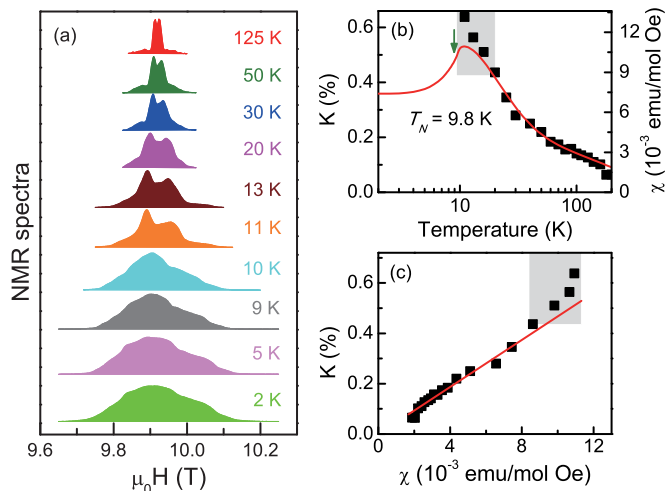 (a)
125 K
50 K
30 K
20 K
13 K
11 K
10 K
9 K
5 K
2 K
NMR spectra
9.6 9.8 10.0 10.2
μ₀H (T)
(b)
0.6
0.4
0.2
0.0
K (%)
T_N = 9.8 K
12
9
6
3
0
χ (10⁻³ emu/mol Oe)
10 100
Temperature (K)
(c)
0.6
0.4
0.2
0.0
K (%)
0 4 8 12
χ (10⁻³ emu/mol Oe)